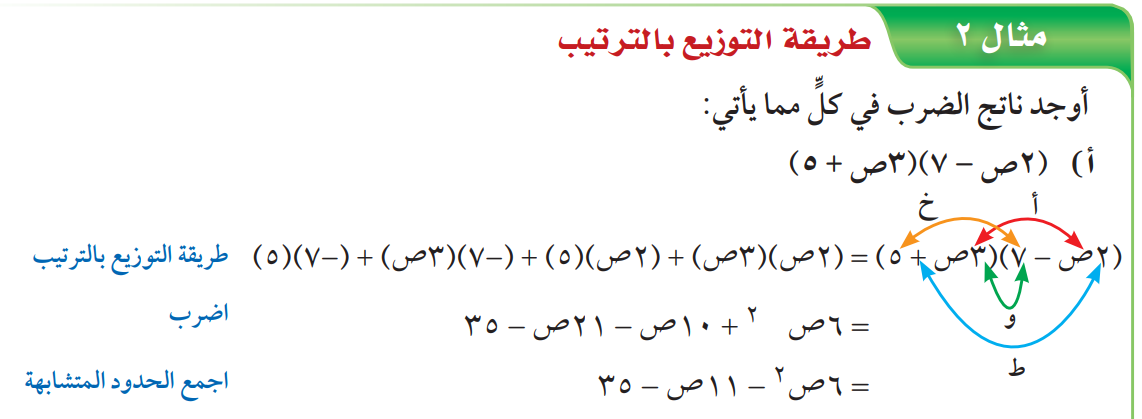 مثال ٢
طريقة التوزيع بالترتيب
أوجد ناتج الضرب في كلٍّ مما يأتي:
أ) (٢ص – ٧)(٣ص + ٥)
أ خ
(٢ص – ٧)(٣ص + ٥) = (٢ص)(٣ص) + (٢ص)(٥) + (–٧)(٣ص) + (–٧)(٥) طريقة التوزيع بالترتيب
و
ط
= ٦ص٢ + ١٠ص – ٢١ص – ٣٥ اضرب
= ٦ص٢ – ١١ص – ٣٥ اجمع الحدود المتشابهة